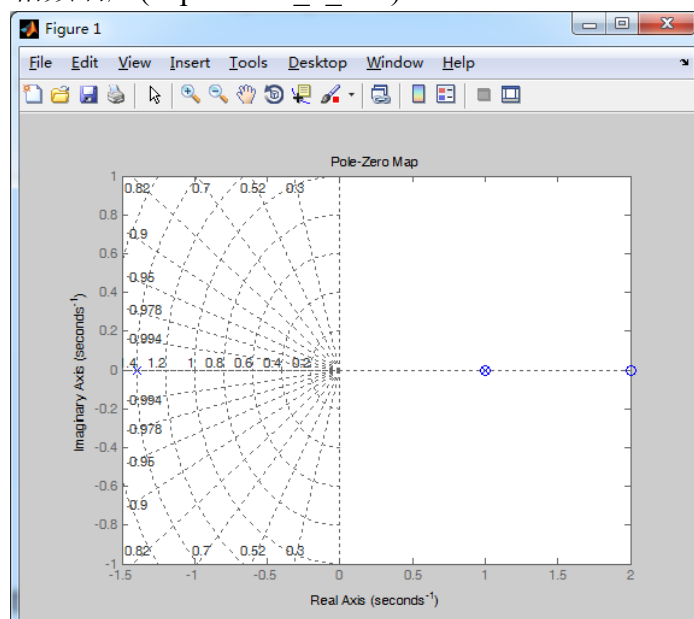 Figure 1
File Edit View Insert Tools Desktop Window Help
Pole-Zero Map
1
0.82 0.7 0.52 0.3
0.8
0.9
0.6
0.95
0.4
0.978
0.2
0.994
1.2 1 0.8 0.6 0.4 0.2
0
0.994
-0.2
0.978
-0.4
0.95
-0.6
0.9
-0.8
0.82 0.7 0.52 0.3
-1
-1.5 -1 -0.5 0 0.5 1 1.5 2
Imaginary Axis (seconds⁻¹)
Real Axis (seconds⁻¹)